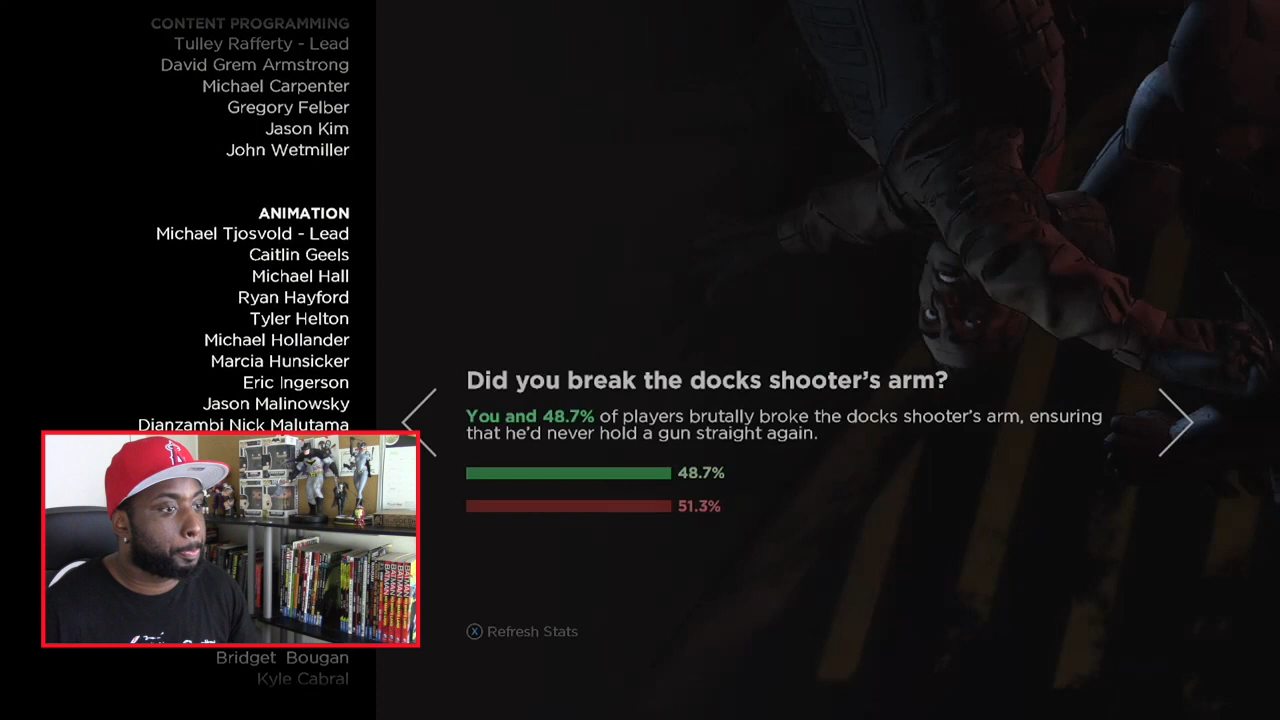 CONTENT PROGRAMMING
Tulley Rafferty - Lead
David Grem Armstrong
Michael Carpenter
Gregory Felber
Jason Kim
John Wetmiller
ANIMATION
Michael Tjosvold - Lead
Caitlin Geels
Michael Hall
Ryan Hayford
Tyler Helton
Michael Hollander
Marcia Hunsicker
Eric Ingerson
Jason Malinowsky
Dianzambi Nick Malutama
Bridget Bougan
Kyle Cabral
Did you break the docks shooter's arm?
You and 48.7% of players brutally broke the docks shooter's arm, ensuring
that he'd never hold a gun straight again.
48.7%
51.3%
X Refresh Stats
BATMAN
BATMAN
BATMAN